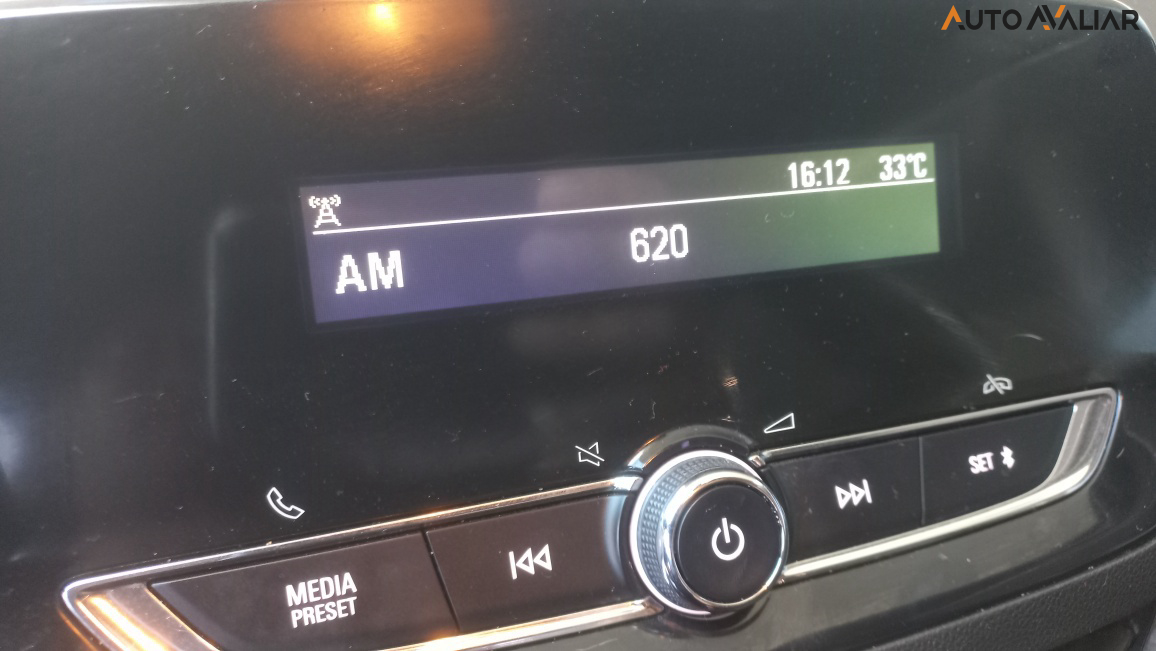 AUTO AVALIAR
16:12 33°C
AM 620
SET
MEDIA
PRESET